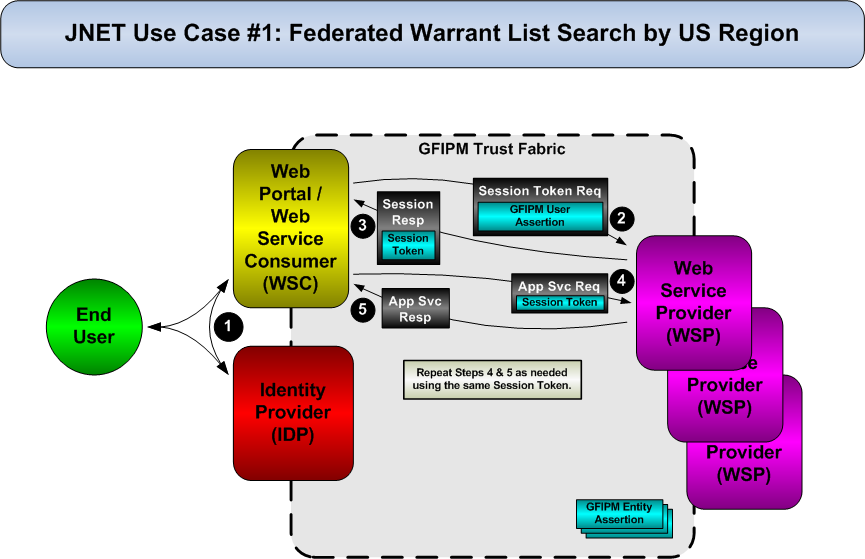 JNET Use Case #1: Federated Warrant List Search by US Region
GFIPM Trust Fabric
Web
Portal /
Web
Service
Consumer
(WSC)
Session Token Req
GFIPM User
Assertion
2
Session
Resp
Session
Token
3
Web
Service
Provider
(WSP)
App Svc Req
Session Token
4
App Svc
Resp
5
End
User
1
Identity
Provider
(IDP)
Repeat Steps 4 & 5 as needed
using the same Session Token.
Provider
(WSP)
Provider
(WSP)
GFIPM Entity
Assertion